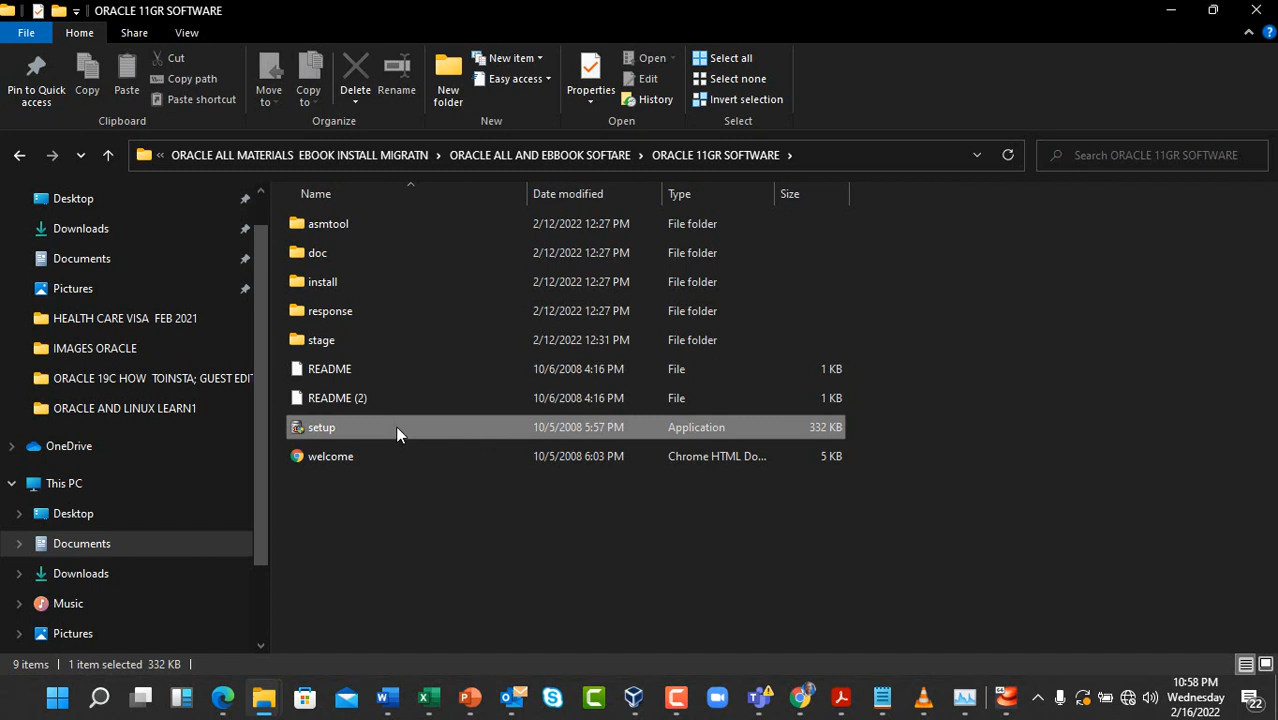 ORACLE 11GR SOFTWARE
File Home Share View
Pin to Quick access
Copy
Paste
Cut
Copy path
Paste shortcut
Clipboard
Move to
Copy to
Delete
Rename
Organize
New folder
New item
Easy access
New
Properties
Open
Edit
History
Open
Select all
Select none
Invert selection
Select
« ORACLE ALL MATERIALS EBOOK INSTALL MIGRATN › ORACLE ALL AND EBBOOK SOFTARE › ORACLE 11GR SOFTWARE ›
Search ORACLE 11GR SOFTWARE
Desktop
Downloads
Documents
Pictures
HEALTH CARE VISA FEB 2021
IMAGES ORACLE
ORACLE 19C HOW TOINSTA; GUEST EDI
ORACLE AND LINUX LEARN1
OneDrive
This PC
Desktop
Documents
Downloads
Music
Pictures
Name Date modified Type Size
asmtool 2/12/2022 12:27 PM File folder
doc 2/12/2022 12:27 PM File folder
install 2/12/2022 12:27 PM File folder
response 2/12/2022 12:27 PM File folder
stage 2/12/2022 12:31 PM File folder
README 10/6/2008 4:16 PM File 1 KB
README (2) 10/6/2008 4:16 PM File 1 KB
setup 10/5/2008 5:57 PM Application 332 KB
welcome 10/5/2008 6:03 PM Chrome HTML Do... 5 KB
9 items 1 item selected 332 KB
10:58 PM
Wednesday
2/16/2022
22